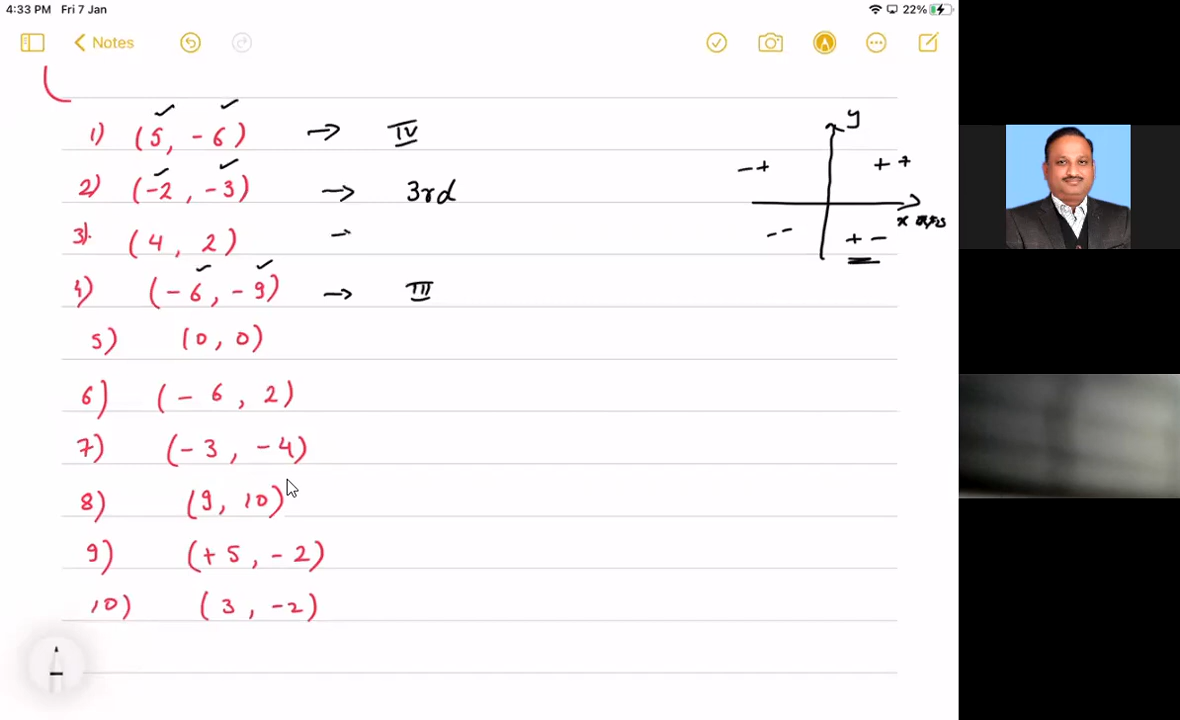 4:33 PM Fri 7 Jan 22%
Notes
1) (5, -6) → IV
2) (-2, -3) → 3rd
3). (4, 2) →
4) (-6, -9) → III
5) (0, 0)
6) (-6, 2)
7) (-3, -4)
8) (9, 10)
9) (+5, -2)
10) (3, -2)
y
- + + +
x axis
- - + -